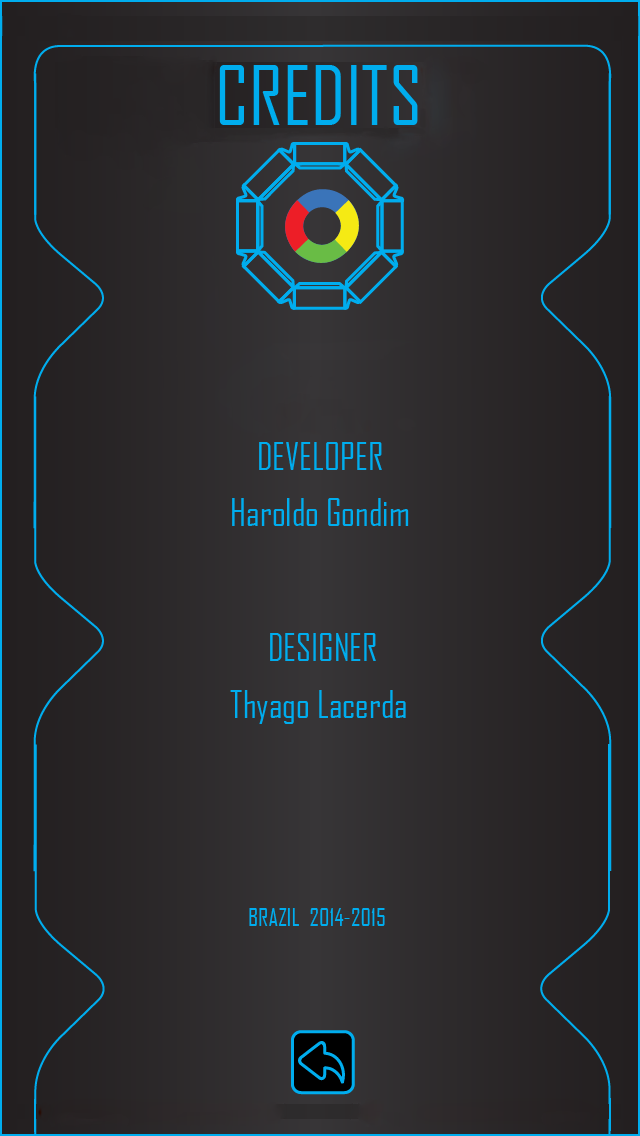 CREDITS
DEVELOPER
Haroldo Gondim
DESIGNER
Thyago Lacerda
BRAZIL 2014-2015